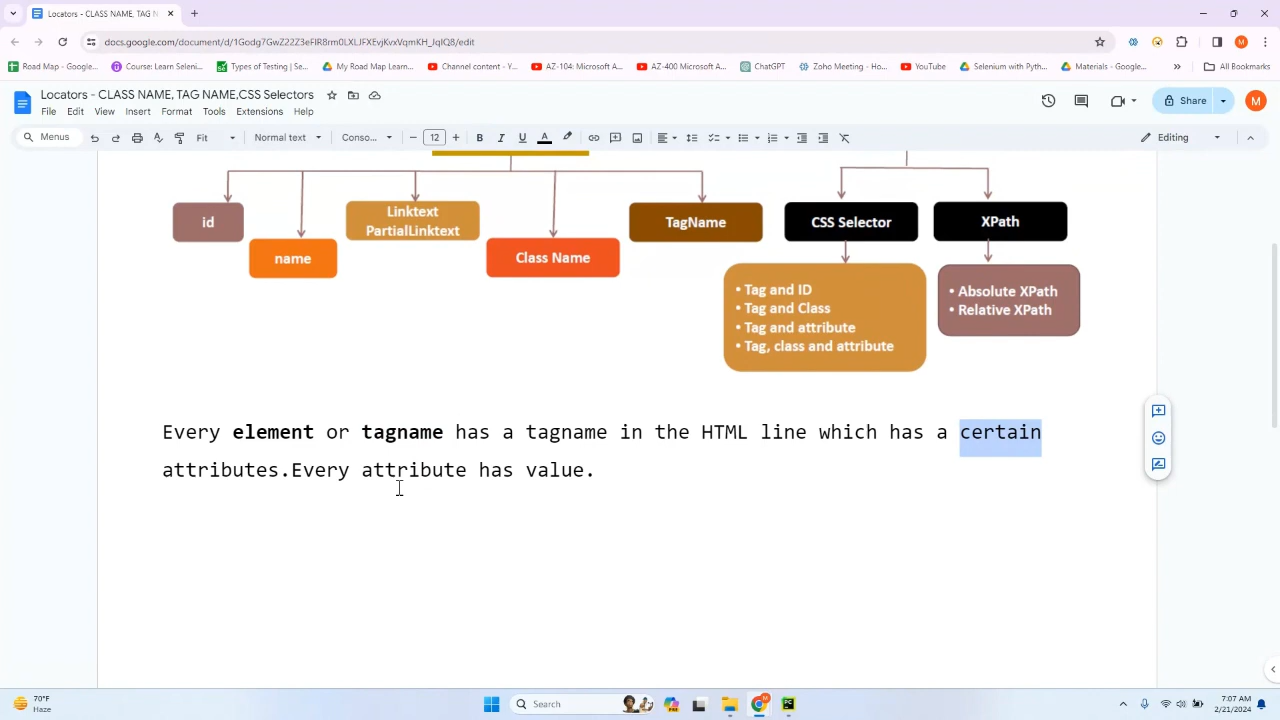 Locators - CLASS NAME, TAG N
docs.google.com/document/d/1Godg7GwZ2Z3eFlR8rm0LXLlFXEvjKvxVqmKH_JqIQ8/edit
Road Map - Google... Course: Learn Seleni... Types of Testing | Se... My Road Map Learn... Channel content - Y... AZ-104: Microsoft A... AZ-400 Microsoft A... ChatGPT Zoho Meeting - Ho... YouTube Selenium with Pyth... Materials - Google... » All Bookmarks
Locators - CLASS NAME, TAG NAME,CSS Selectors
Share M
File Edit View Insert Format Tools Extensions Help
Menus Fit Normal text Conso... 12 B I U A Editing
id
Linktext
PartialLinktext
TagName
CSS Selector
XPath
name
Class Name
• Tag and ID
• Tag and Class
• Tag and attribute
• Tag, class and attribute
• Absolute XPath
• Relative XPath
Every element or tagname has a tagname in the HTML line which has a certain
attributes.Every attribute has value.
70°F
Haze
Search
7:07 AM
2/21/2024